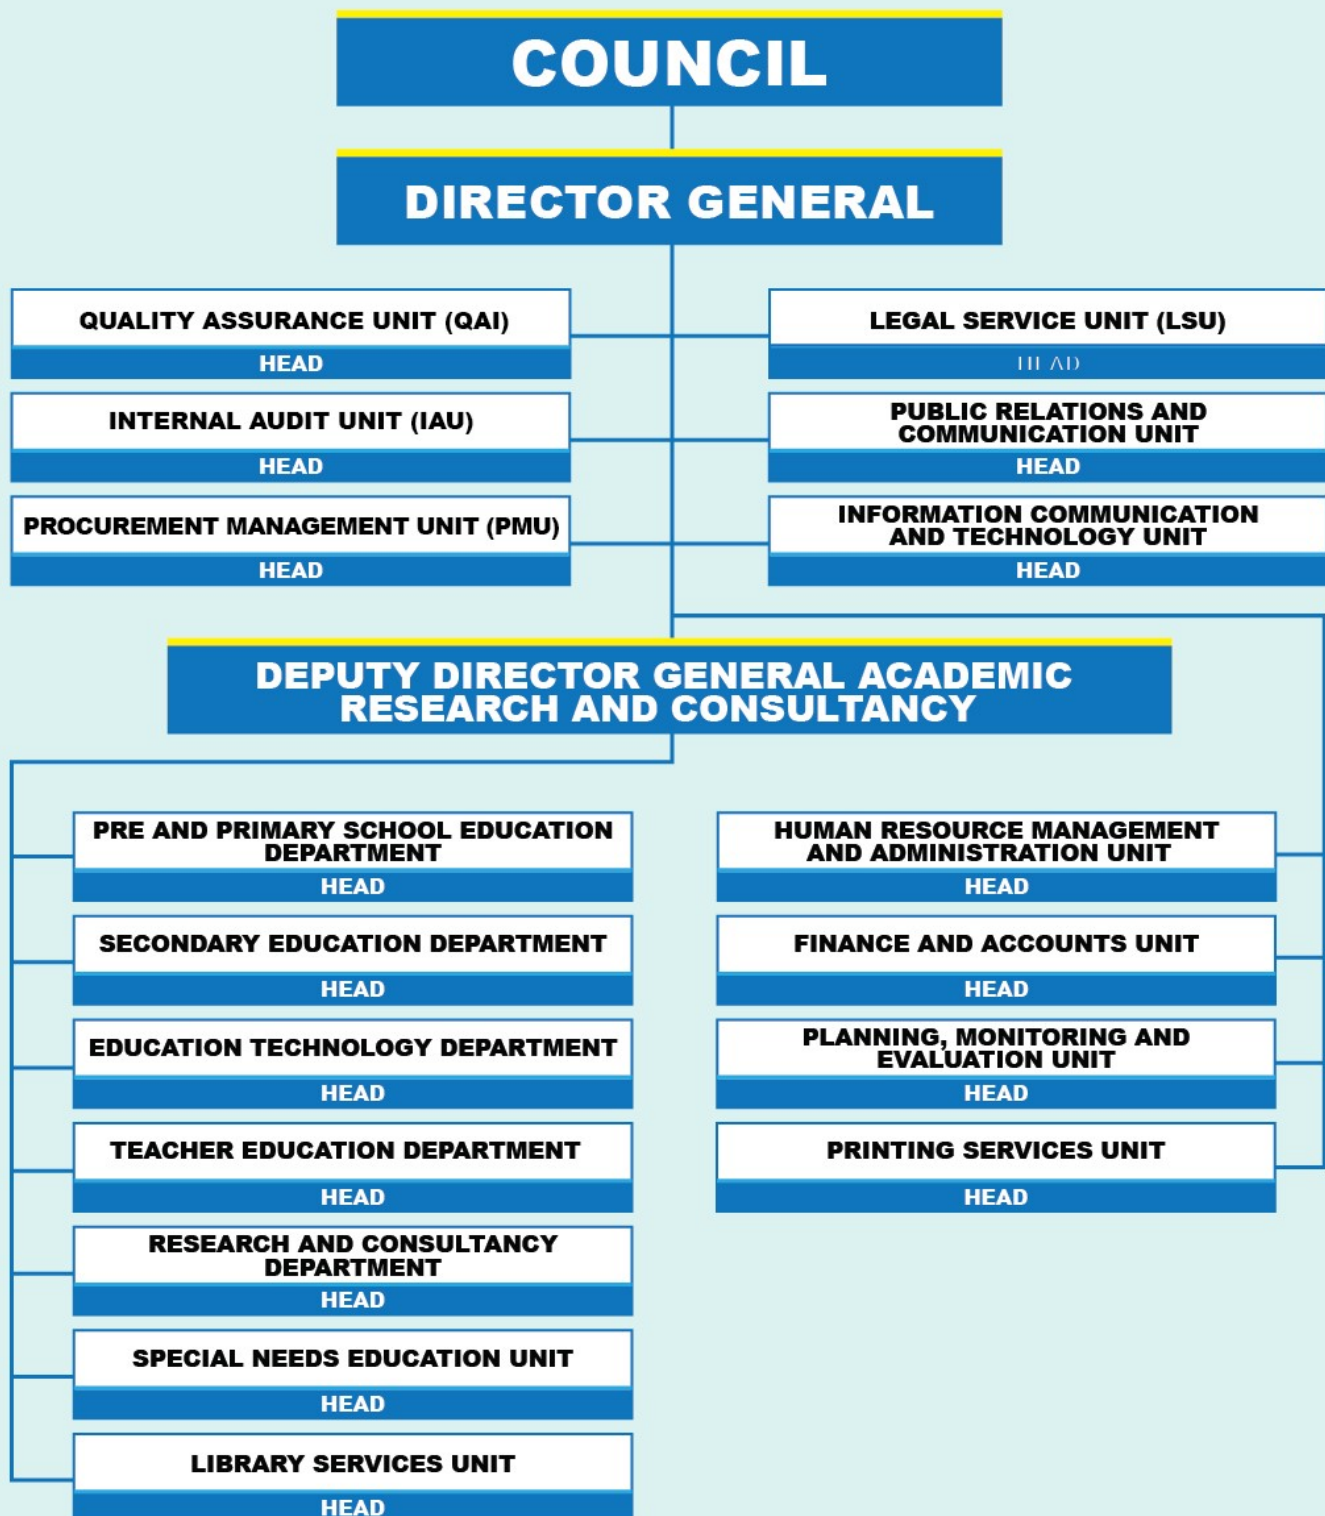 COUNCIL
DIRECTOR GENERAL
QUALITY ASSURANCE UNIT (QAI)
HEAD
LEGAL SERVICE UNIT (LSU)
HEAD
INTERNAL AUDIT UNIT (IAU)
HEAD
PUBLIC RELATIONS AND
COMMUNICATION UNIT
HEAD
PROCUREMENT MANAGEMENT UNIT (PMU)
HEAD
INFORMATION COMMUNICATION
AND TECHNOLOGY UNIT
HEAD
DEPUTY DIRECTOR GENERAL ACADEMIC
RESEARCH AND CONSULTANCY
PRE AND PRIMARY SCHOOL EDUCATION
DEPARTMENT
HEAD
SECONDARY EDUCATION DEPARTMENT
HEAD
EDUCATION TECHNOLOGY DEPARTMENT
HEAD
TEACHER EDUCATION DEPARTMENT
HEAD
RESEARCH AND CONSULTANCY
DEPARTMENT
HEAD
SPECIAL NEEDS EDUCATION UNIT
HEAD
LIBRARY SERVICES UNIT
HEAD
HUMAN RESOURCE MANAGEMENT
AND ADMINISTRATION UNIT
HEAD
FINANCE AND ACCOUNTS UNIT
HEAD
PLANNING, MONITORING AND
EVALUATION UNIT
HEAD
PRINTING SERVICES UNIT
HEAD